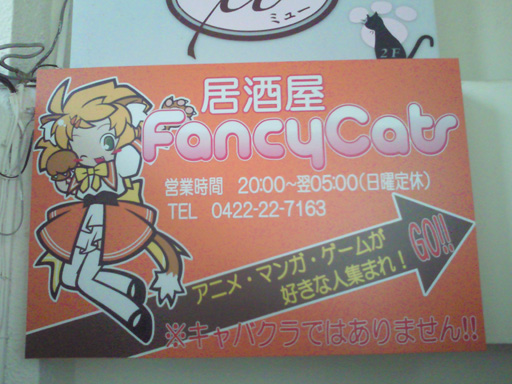 ミュー
2F
居酒屋
FancyCats
営業時間　20:00～翌05:00(日曜定休)
TEL　0422-22-7163
アニメ・マンガ・ゲームが
好きな人集まれ！
GO!!
※キャバクラではありません!!